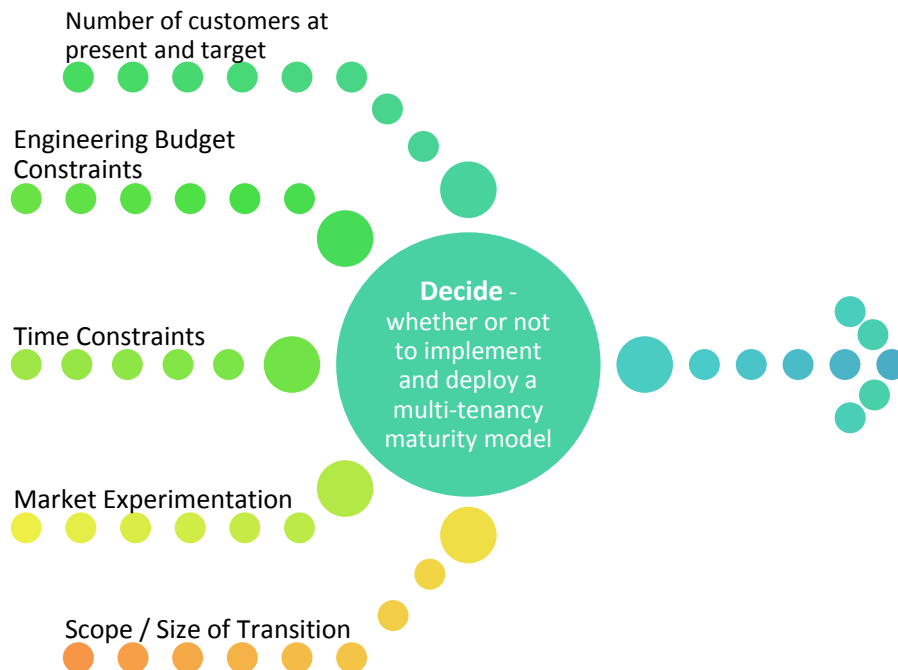 Number of customers at
present and target
Engineering Budget
Constraints
Time Constraints
Market Experimentation
Scope / Size of Transition
Decide -
whether or not
to implement
and deploy a
multi-tenancy
maturity model